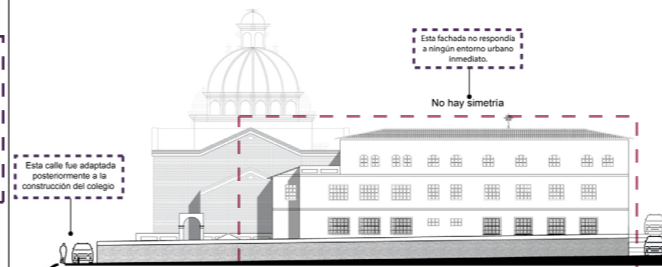 Esta fachada no respondía
a ningún entorno urbano
inmediato.
No hay simetría
Esta calle fue adaptada
posteriormente a la
construcción del colegio